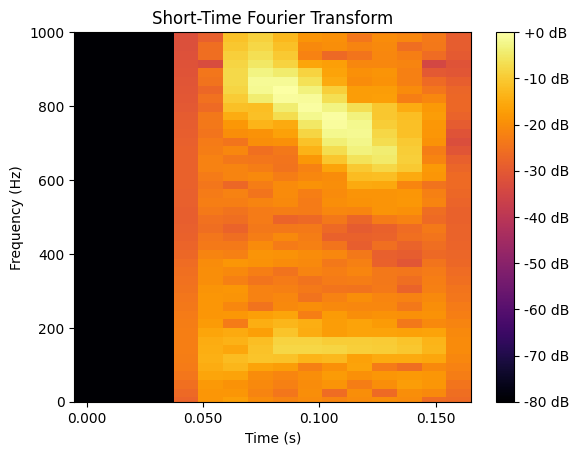 Short-Time Fourier Transform
Frequency (Hz)
1000
800
600
400
200
0
0.000 0.050 0.100 0.150
Time (s)
+0 dB
-10 dB
-20 dB
-30 dB
-40 dB
-50 dB
-60 dB
-70 dB
-80 dB